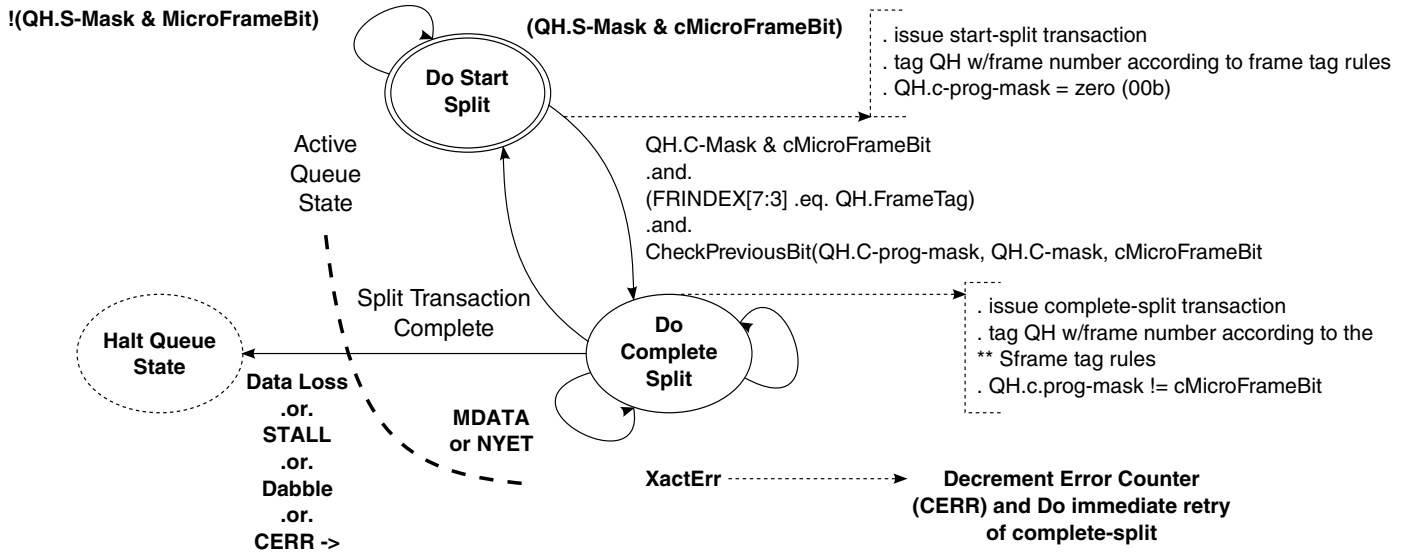 !(QH.S-Mask & MicroFrameBit)
(QH.S-Mask & cMicroFrameBit)
. issue start-split transaction
. tag QH w/frame number according to frame tag rules
. QH.c-prog-mask = zero (00b)
Do Start
Split
Active
Queue
State
QH.C-Mask & cMicroFrameBit
.and.
(FRINDEX[7:3] .eq. QH.FrameTag)
.and.
CheckPreviousBit(QH.C-prog-mask, QH.C-mask, cMicroFrameBit
Split Transaction
Complete
Halt Queue
State
Do
Complete
Split
. issue complete-split transaction
. tag QH w/frame number according to the
** Sframe tag rules
. QH.c.prog-mask != cMicroFrameBit
Data Loss
.or.
STALL
.or.
Dabble
.or.
CERR ->
MDATA
or NYET
XactErr
Decrement Error Counter
(CERR) and Do immediate retry
of complete-split